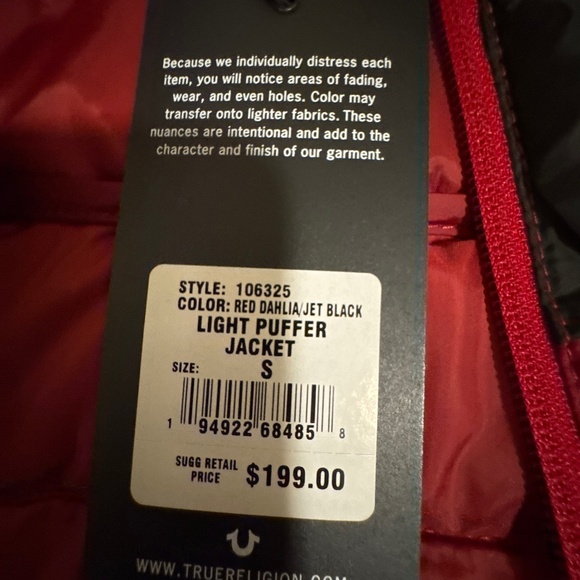 Because we individually distress each
item, you will notice areas of fading,
wear, and even holes. Color may
transfer onto lighter fabrics. These
nuances are intentional and add to the
character and finish of our garment.
STYLE: 106325
COLOR: RED DAHLIA/JET BLACK
LIGHT PUFFER
JACKET
SIZE: S
1 94922 68485 8
SUGG RETAIL
PRICE $199.00
WWW.TRUERELIGION.COM